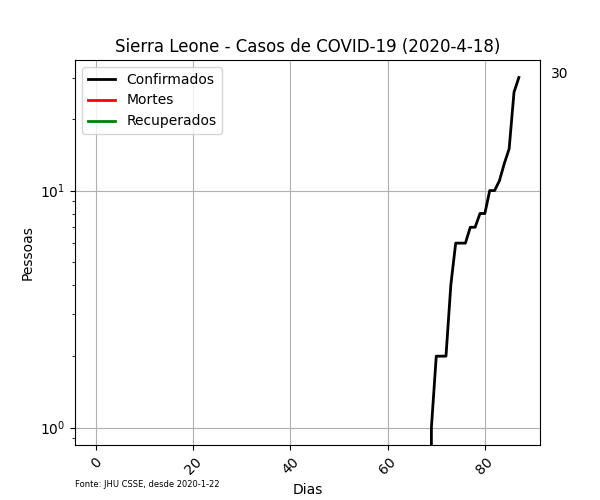 Sierra Leone - Casos de COVID-19 (2020-4-18)
Confirmados
Mortes
Recuperados
30
10¹
10⁰
Pessoas
0 20 40 60 80
Dias
Fonte: JHU CSSE, desde 2020-1-22